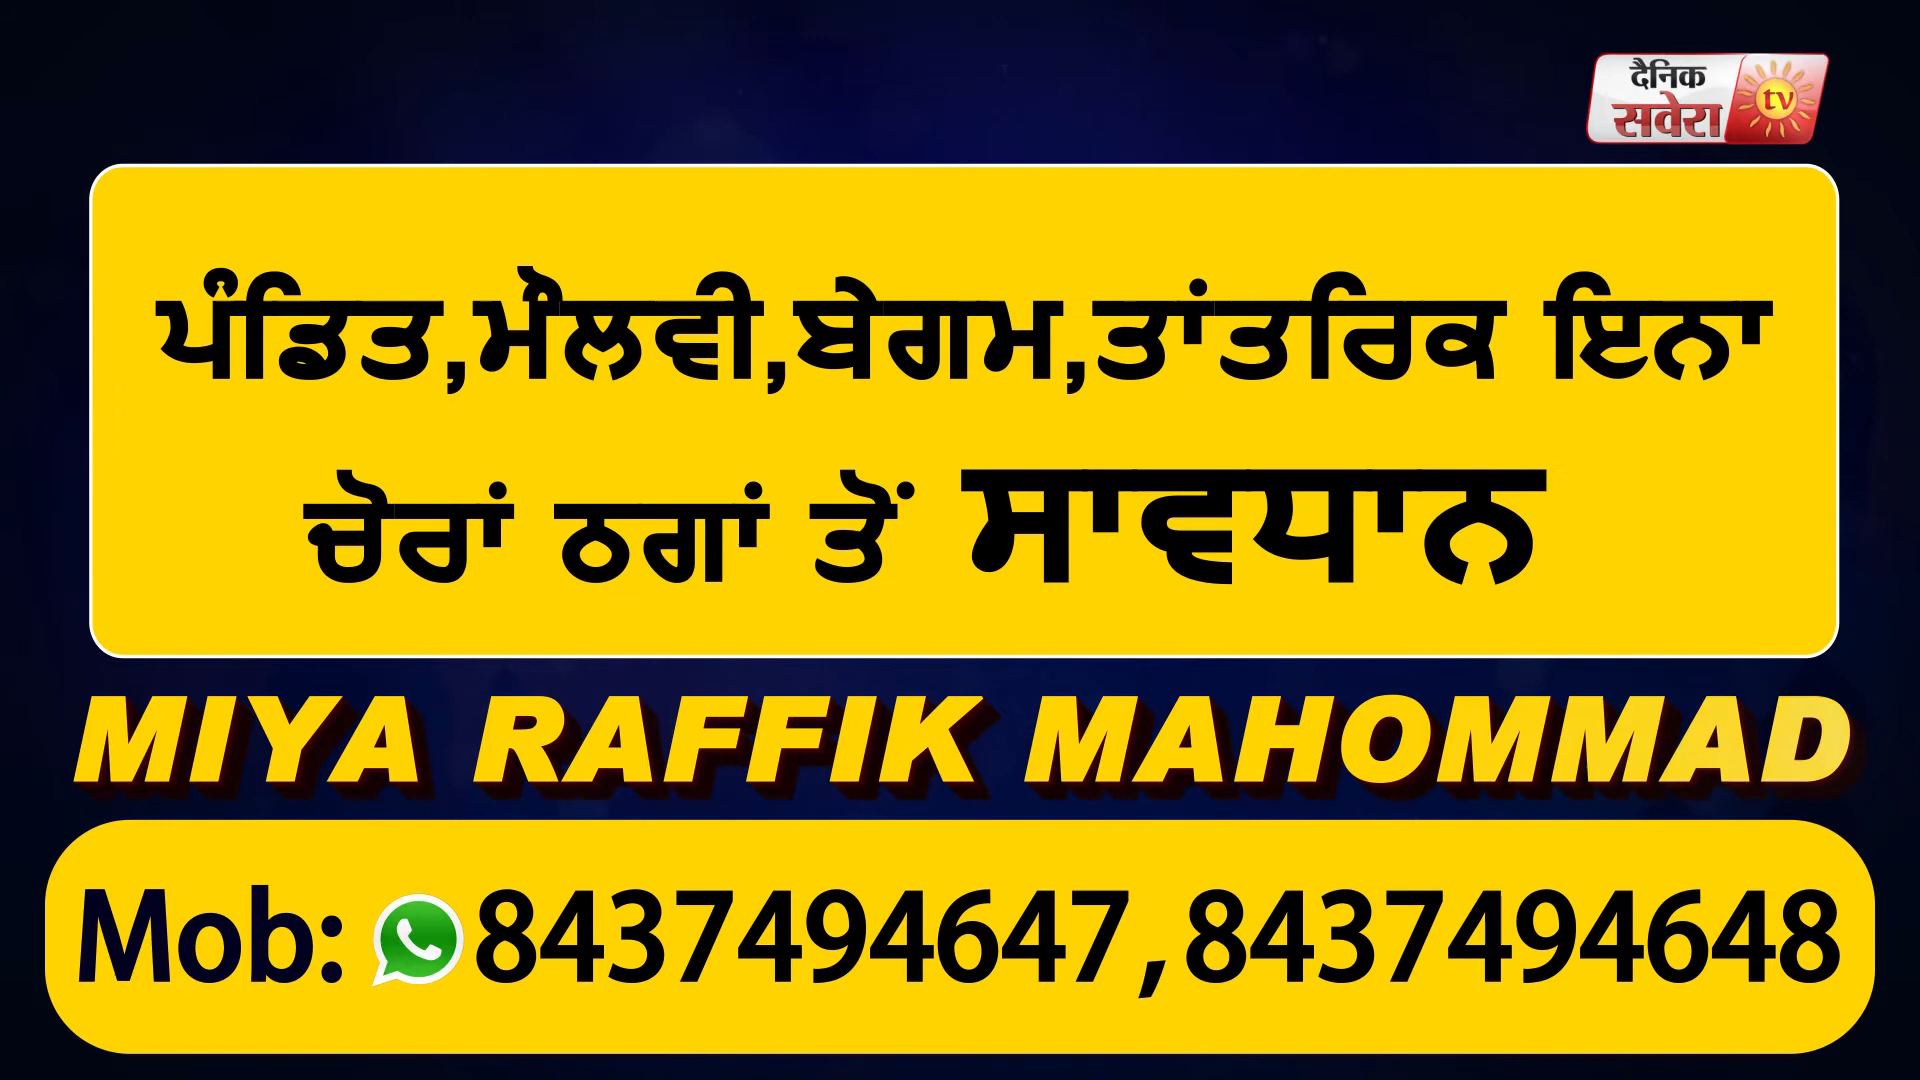 दैनिक
सवेरा tv
ਪੰਡਿਤ,ਮੌਲਵੀ,ਬੇਗਮ,ਤਾਂਤਰਿਕ ਇਨਾ
ਚੋਰਾਂ ਠਗਾਂ ਤੋਂ ਸਾਵਧਾਨ
MIYA RAFFIK MAHOMMAD
Mob: 8437494647,8437494648